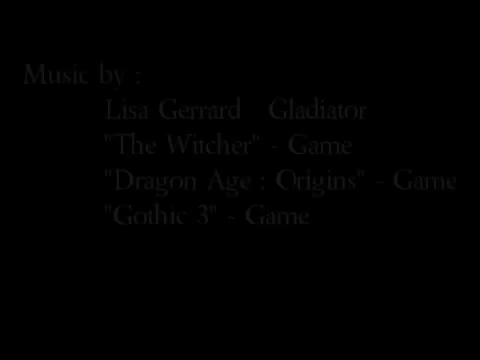 Music by :
Lisa Gerrard Gladiator
"The Witcher" - Game
"Dragon Age : Origins" - Game
"Gothic 3" - Game